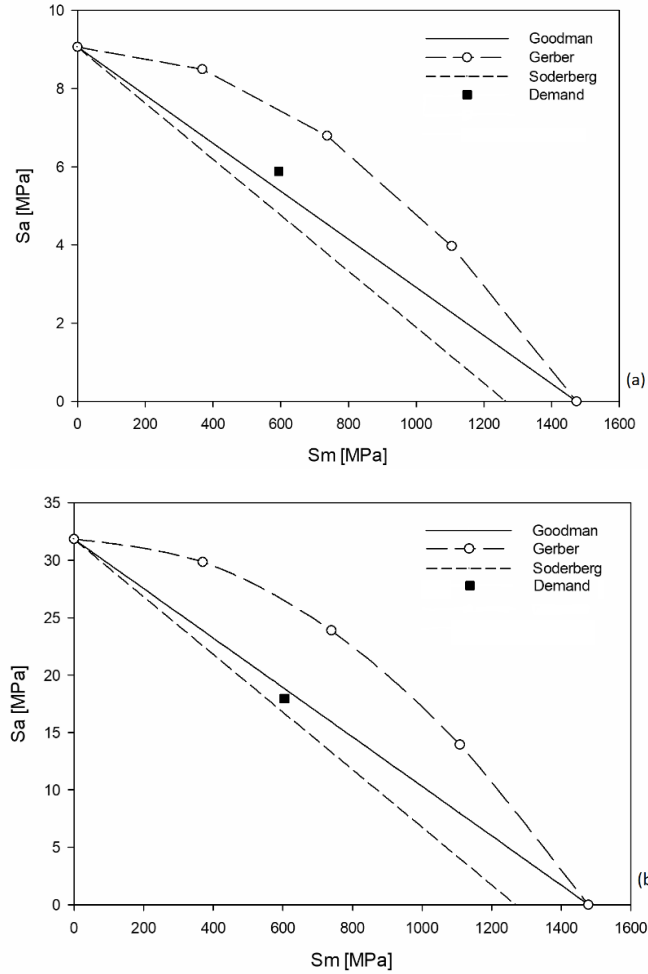 10
8
6
4
2
0
Sa [MPa]
Goodman
Gerber
Soderberg
Demand
(a)
0 200 400 600 800 1000 1200 1400 1600
Sm [MPa]
35
30
25
20
15
10
5
0
Sa [MPa]
Goodman
Gerber
Soderberg
Demand
(b
0 200 400 600 800 1000 1200 1400 1600
Sm [MPa]